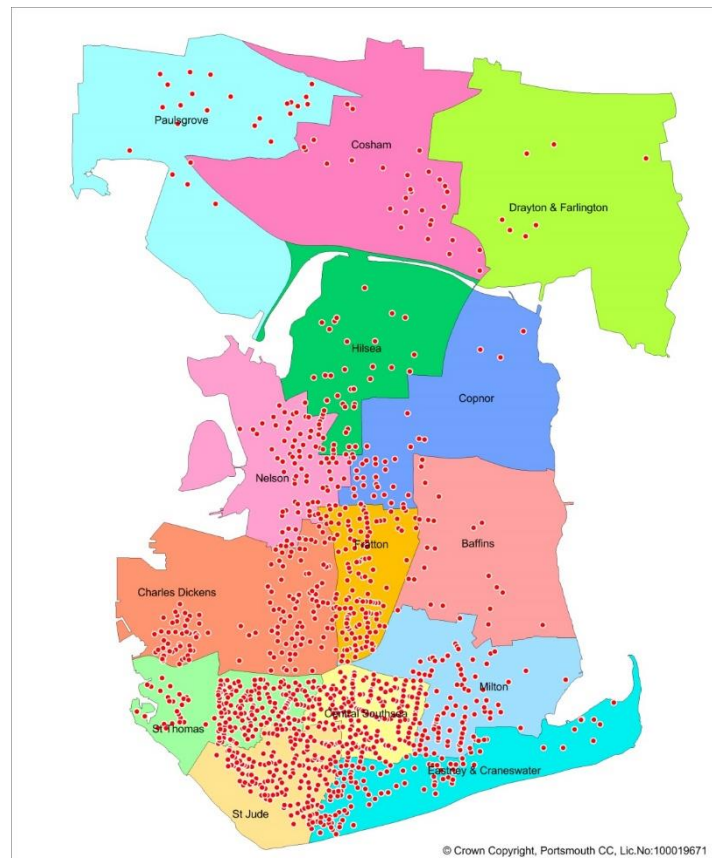 Paulsgrove
Cosham
Drayton & Farlington
Hilsea
Copnor
Nelson
Fratton
Baffins
Charles Dickens
Milton
Central Southsea
St Thomas
Eastney & Craneswater
St Jude
© Crown Copyright, Portsmouth CC, Lic.No:100019671